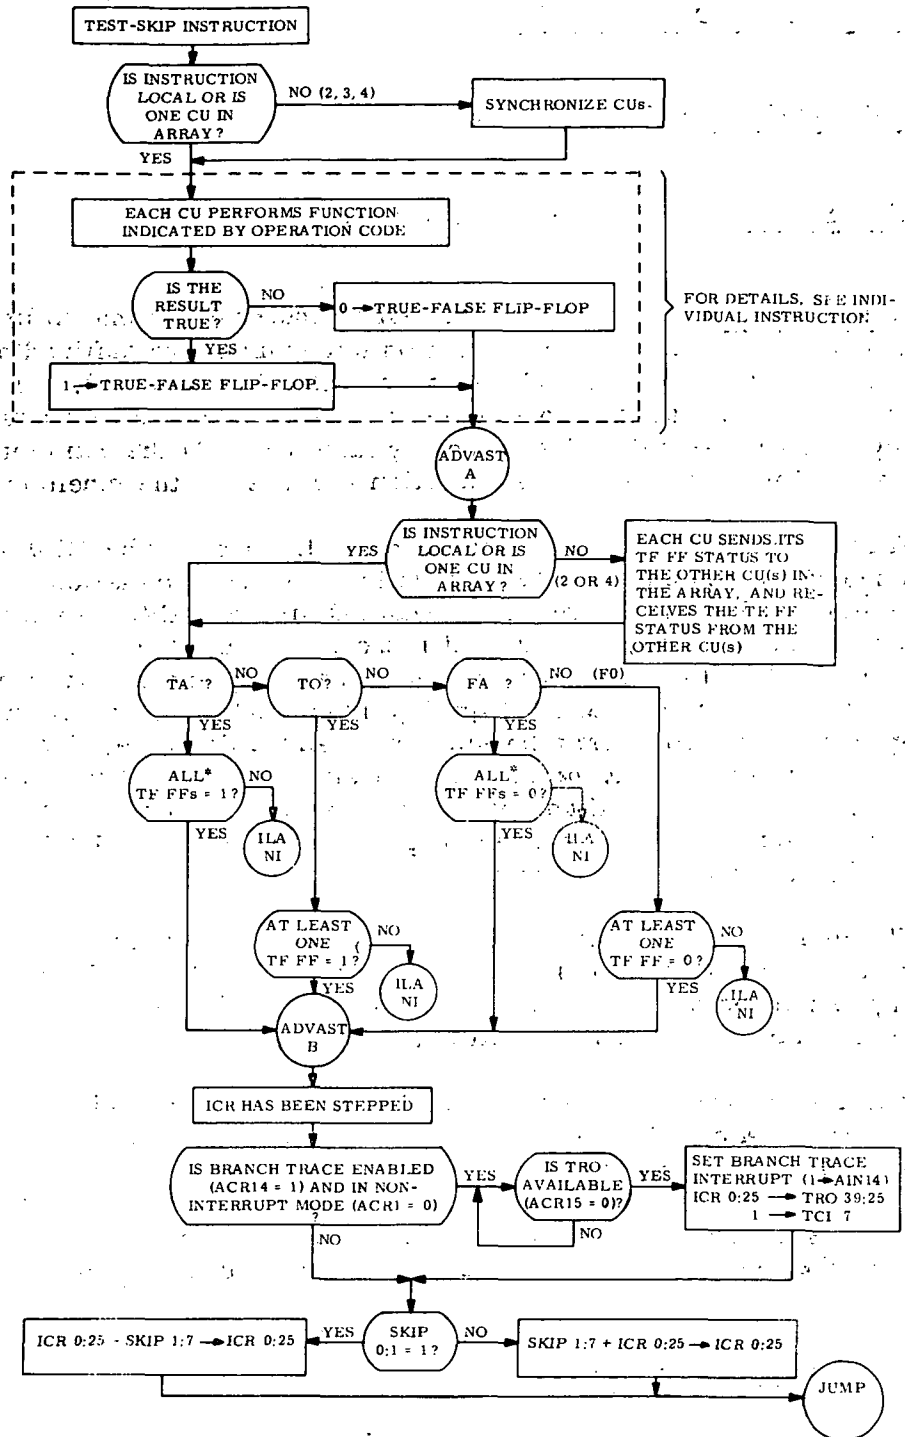 TEST-SKIP INSTRUCTION
IS INSTRUCTION
LOCAL OR IS
ONE CU IN
ARRAY?
NO (2, 3, 4)
SYNCHRONIZE CUs
YES
EACH CU PERFORMS FUNCTION
INDICATED BY OPERATION CODE
IS THE
RESULT
TRUE?
NO
0 → TRUE-FALSE FLIP-FLOP
YES
1 → TRUE-FALSE FLIP-FLOP
FOR DETAILS, SEE INDI-
VIDUAL INSTRUCTION
ADVAST
A
IS INSTRUCTION
LOCAL OR IS
ONE CU IN
ARRAY?
YES
NO
(2 OR 4)
EACH CU SENDS ITS
TF FF STATUS TO
THE OTHER CU(s) IN
THE ARRAY, AND RE-
CEIVES THE TF FF
STATUS FROM THE
OTHER CU(s)
TA ?
NO
TO?
NO
FA ?
NO (F0)
YES
YES
YES
ALL*
TF FFs = 1?
NO
YES
ILA
NI
ALL*
TF FFs = 0?
NO
YES
ILA
NI
AT LEAST
ONE
TF FF = 1?
NO
YES
ILA
NI
AT LEAST
ONE
TF FF = 0?
NO
YES
ILA
NI
ADVAST
B
ICR HAS BEEN STEPPED
IS BRANCH TRACE ENABLED
(ACR14 = 1) AND IN NON-
INTERRUPT MODE (ACR1 = 0)
?
YES
NO
IS TRO
AVAILABLE
(ACR15 = 0)?
YES
NO
SET BRANCH TRACE
INTERRUPT (1→AIN14)
ICR 0:25 → TRO 39:25
1 → TCI 7
SKIP
0:1 = 1?
YES
NO
ICR 0:25 - SKIP 1:7 → ICR 0:25
SKIP 1:7 + ICR 0:25 → ICR 0:25
JUMP